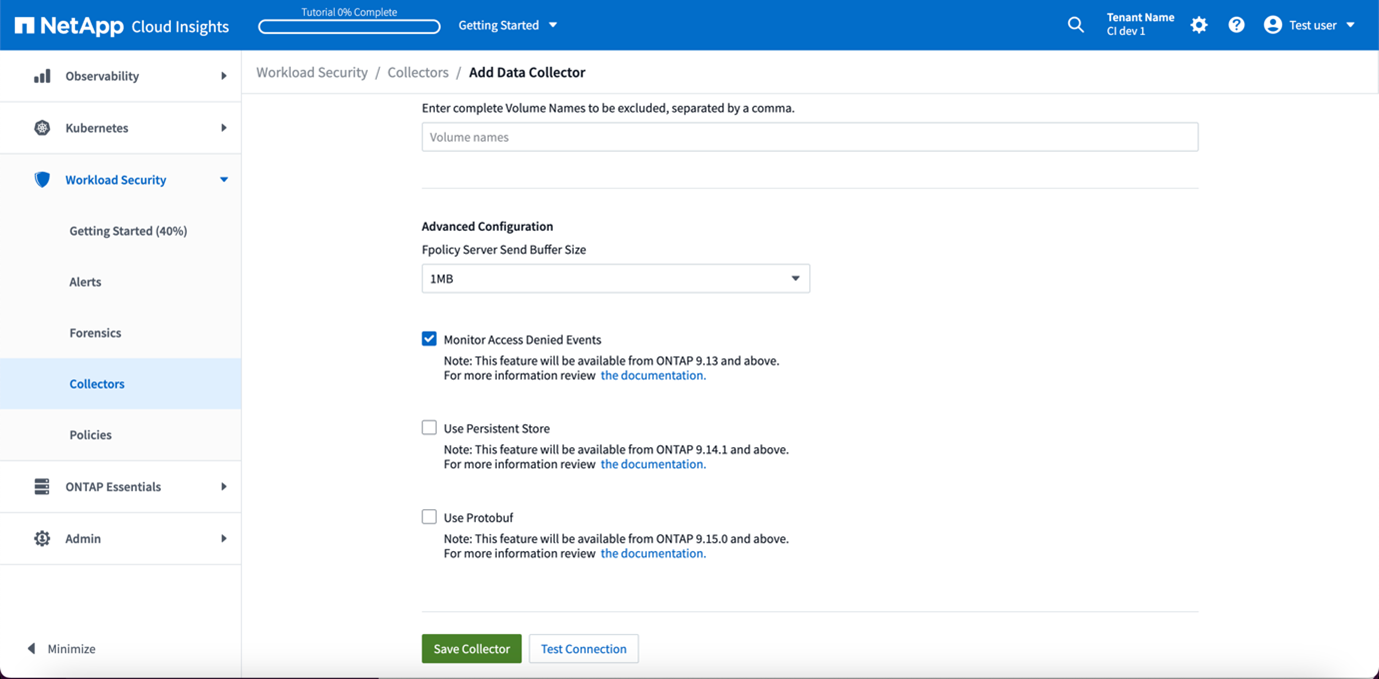 NetApp Cloud Insights
Tutorial 0% Complete
Getting Started
Tenant Name
CI dev 1
Test user
Observability
Kubernetes
Workload Security
Getting Started (40%)
Alerts
Forensics
Collectors
Policies
ONTAP Essentials
Admin
Minimize
Workload Security / Collectors / Add Data Collector
Enter complete Volume Names to be excluded, separated by a comma.
Volume names
Advanced Configuration
Fpolicy Server Send Buffer Size
1MB
Monitor Access Denied Events
Note: This feature will be available from ONTAP 9.13 and above.
For more information review the documentation.
Use Persistent Store
Note: This feature will be available from ONTAP 9.14.1 and above.
For more information review the documentation.
Use Protobuf
Note: This feature will be available from ONTAP 9.15.0 and above.
For more information review the documentation.
Save Collector
Test Connection